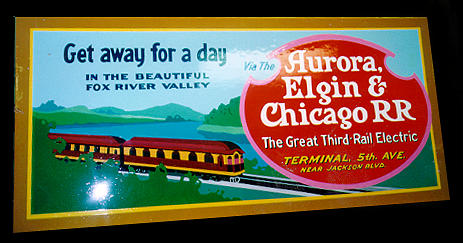 Get away for a day
IN THE BEAUTIFUL
FOX RIVER VALLEY
Via The
Aurora,
Elgin &
Chicago RR
The Great Third-Rail Electric
TERMINAL, 5th. AVE.
NEAR JACKSON BLVD.